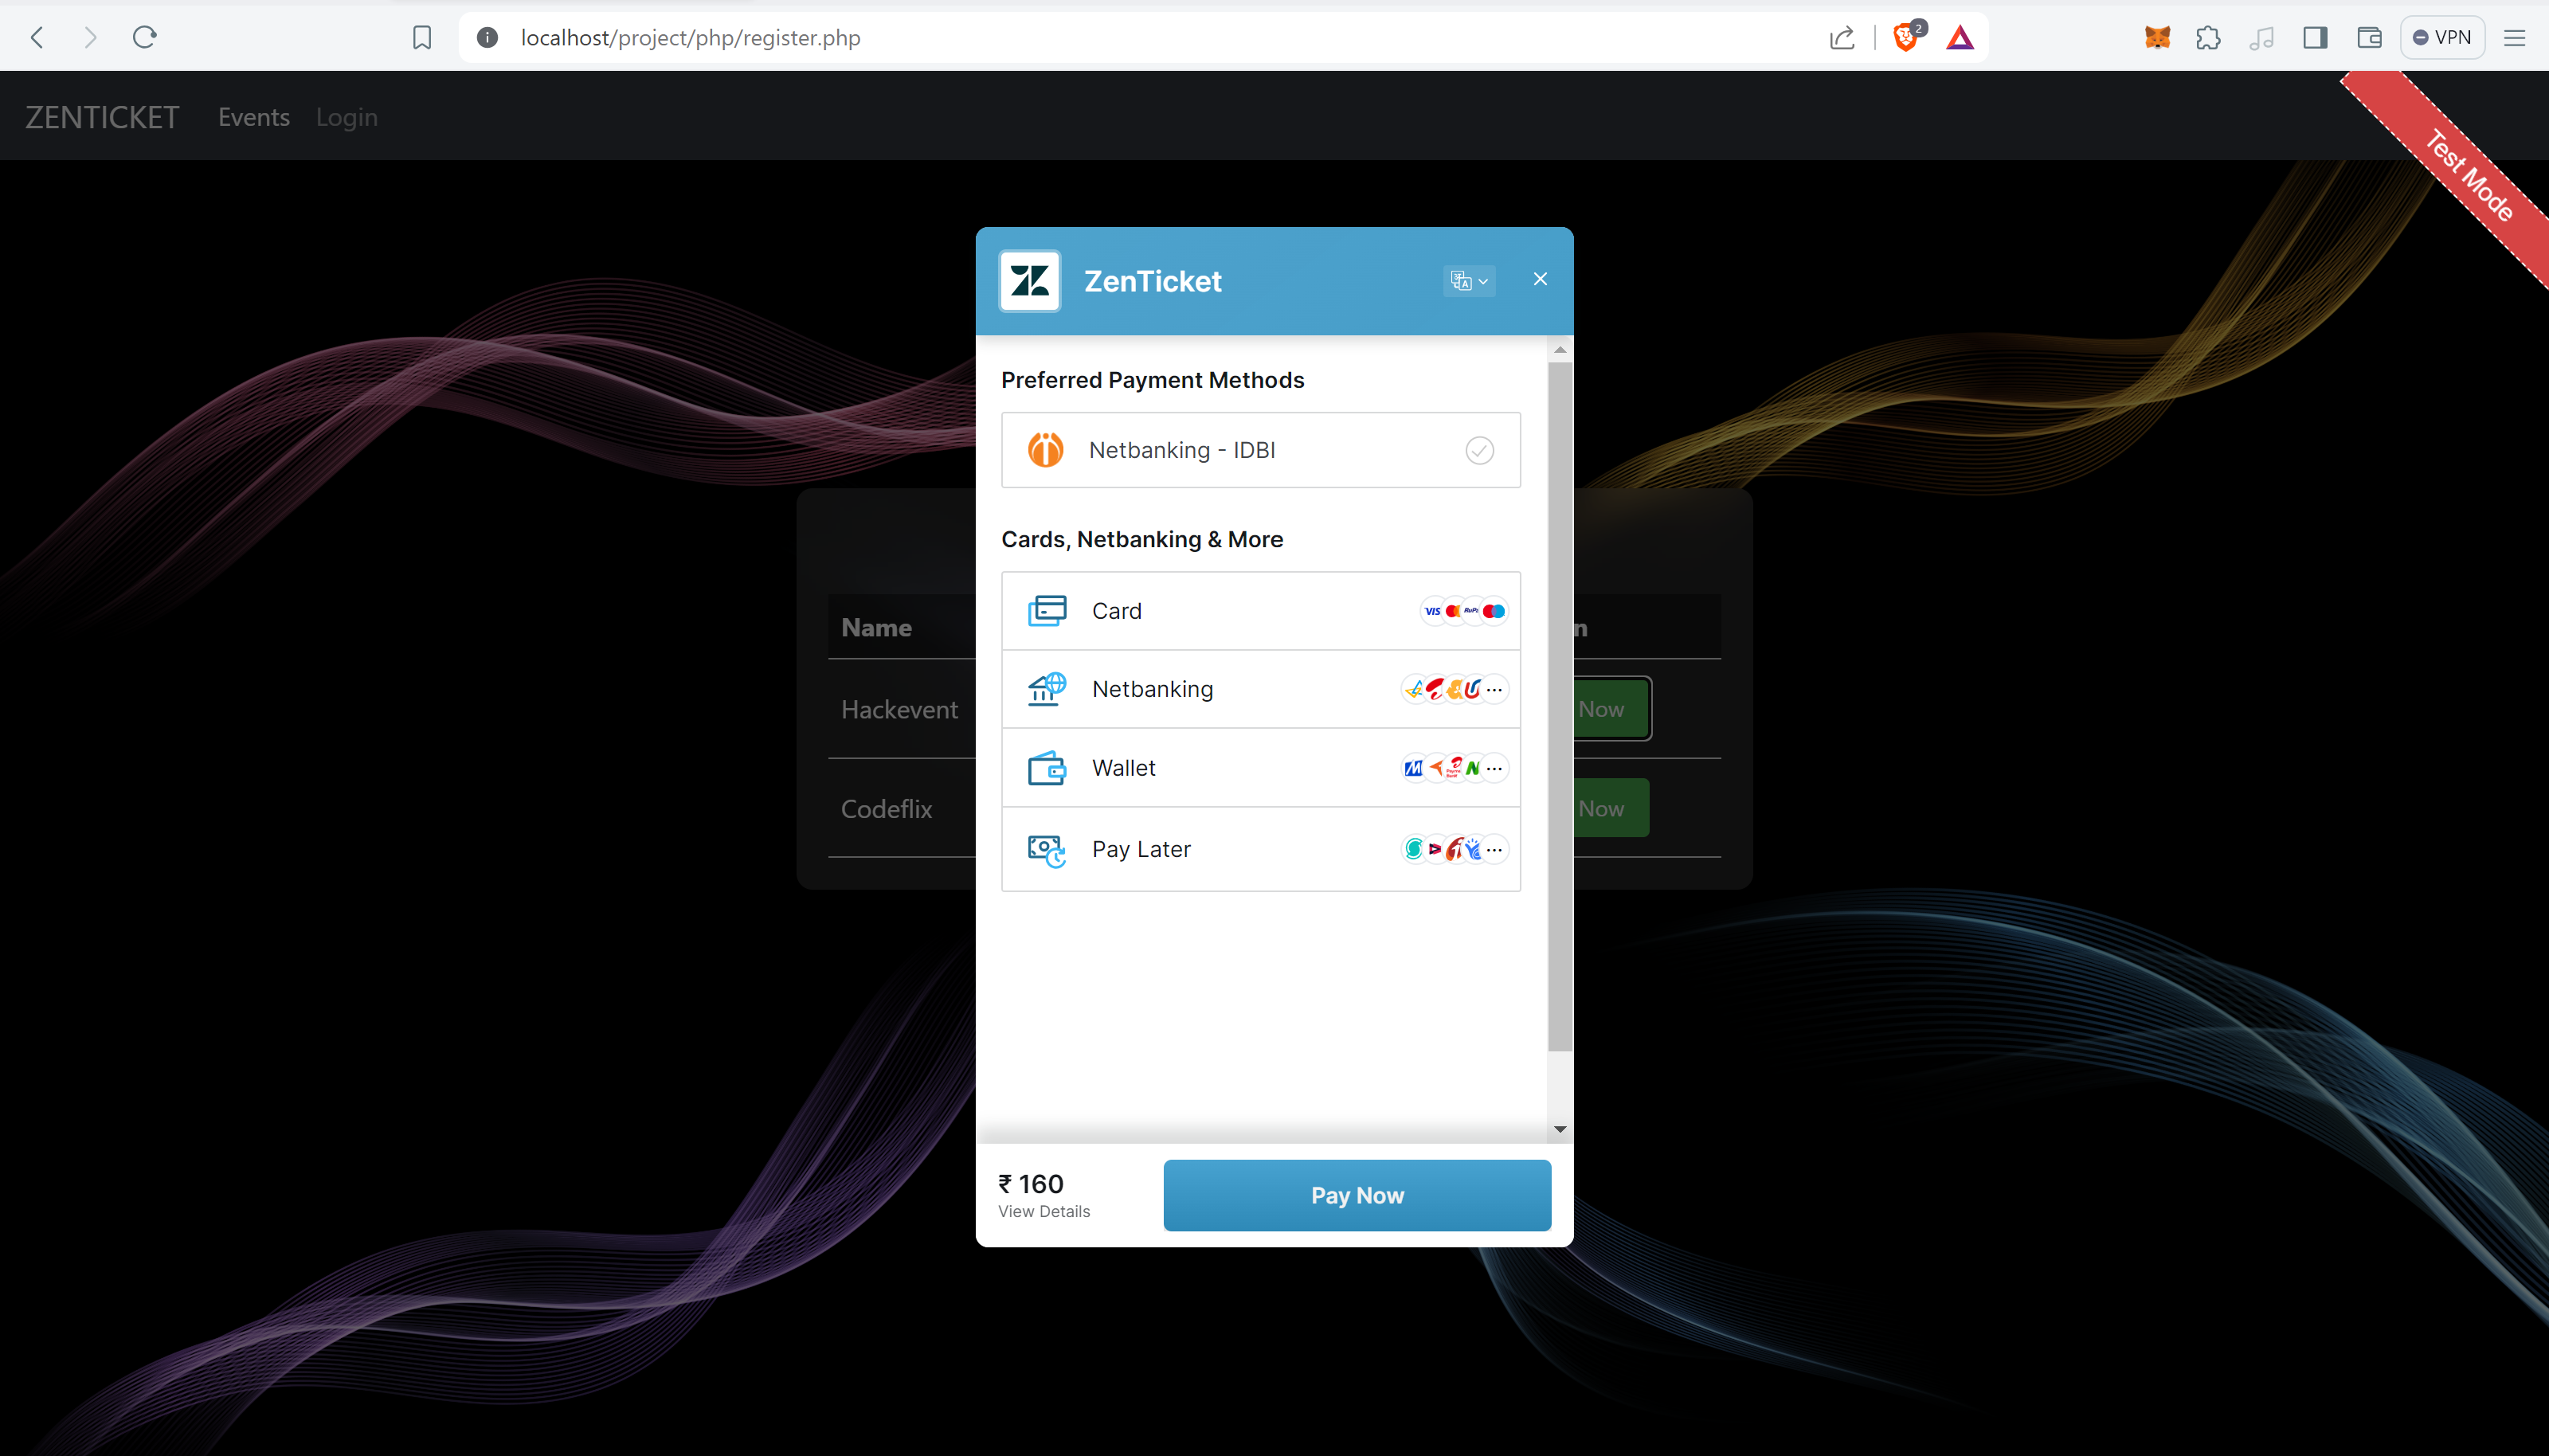 localhost/project/php/register.php
2
VPN
ZENTICKET Events Login
Test Mode
ZenTicket
Preferred Payment Methods
Netbanking - IDBI
Cards, Netbanking & More
Card
VIS
Netbanking
Wallet
Pay Later
Name
n
Hackevent
Now
Codeflix
Now
₹ 160
View Details
Pay Now